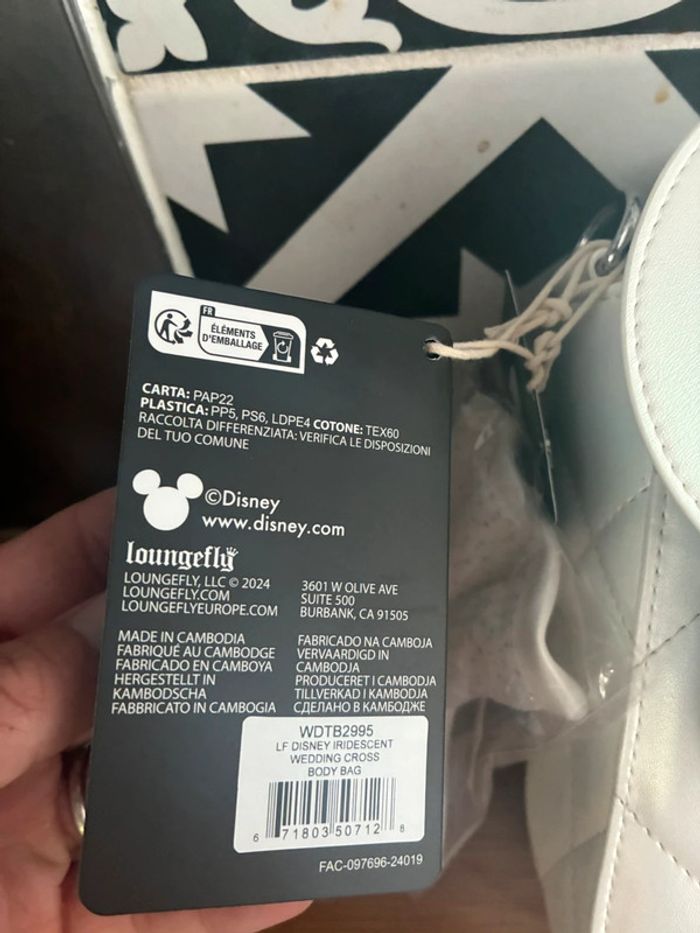 FR
ÉLÉMENTS
D'EMBALLAGE
CARTA: PAP22
PLASTICA: PP5, PS6, LDPE4 COTONE: TEX60
RACCOLTA DIFFERENZIATA: VERIFICA LE DISPOSIZIONI
DEL TUO COMUNE
©Disney
www.disney.com
loungefly
LOUNGEFLY, LLC © 2024
LOUNGEFLY.COM
LOUNGEFLYEUROPE.COM
3601 W OLIVE AVE
SUITE 500
BURBANK, CA 91505
MADE IN CAMBODIA
FABRIQUÉ AU CAMBODGE
FABRICADO EN CAMBOYA
HERGESTELLT IN
KAMBODSCHA
FABBRICATO IN CAMBOGIA
FABRICADO NA CAMBOJA
VERVAARDIGD IN
CAMBODJA
PRODUCERET I CAMBODJA
TILLVERKAD I KAMBODJA
СДЕЛАНО В КАМБОДЖЕ
WDTB2995
LF DISNEY IRIDESCENT
WEDDING CROSS
BODY BAG
6 71803 50712 8
FAC-097696-24019